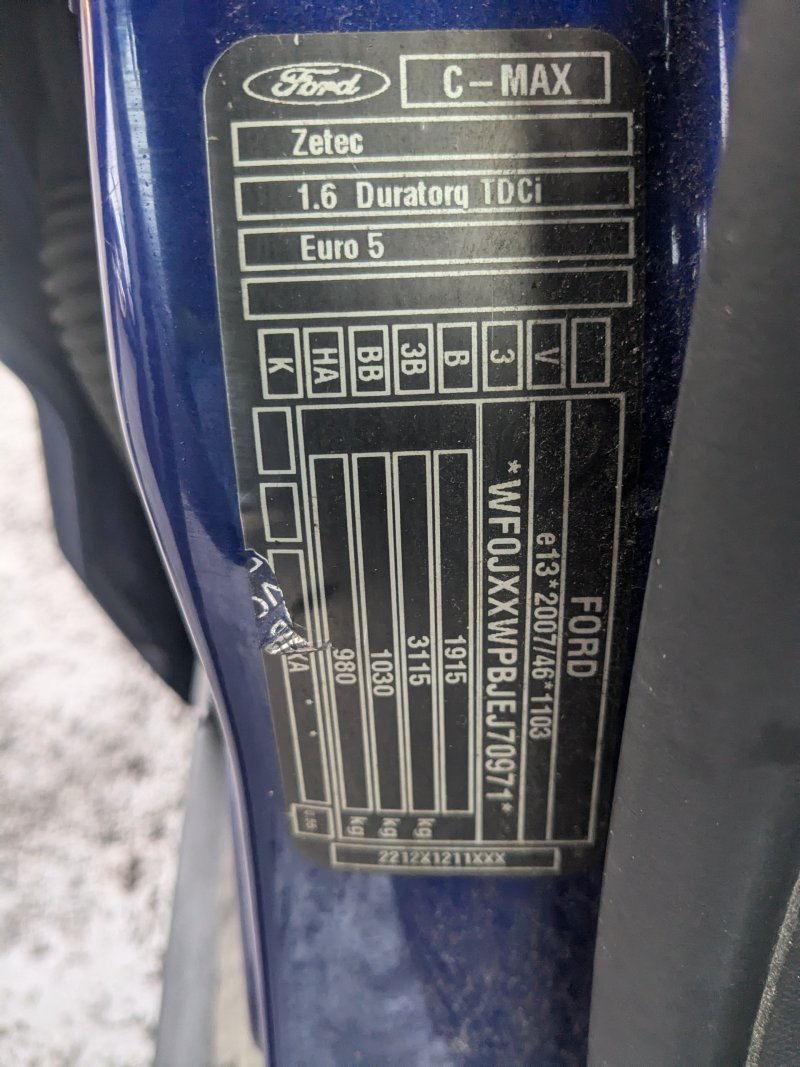 Ford
C-MAX
Zetec
1.6 Duratorq TDCi
Euro 5
K HA BB 3B B 3 V
FORD
e13*2007/46*1103
*WF0JXXWPBJEJ70971*
1915
3115 kg
1030 kg
980 kg
KA
2212X1211XXX